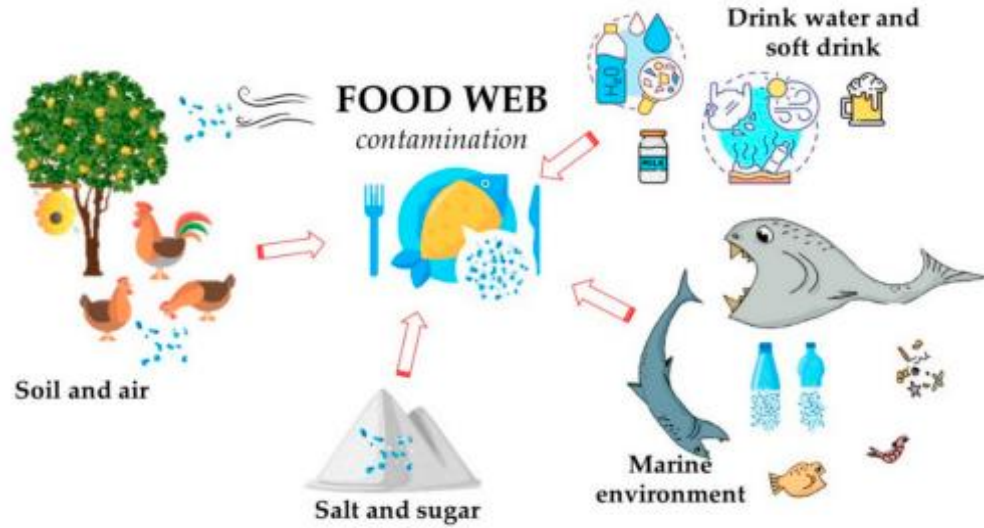 Drink water and
soft drink
FOOD WEB
contamination
H2O
MILK
Soil and air
Salt and sugar
Marine
environment